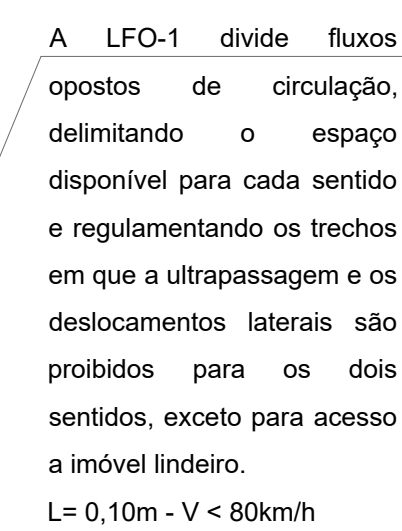 A LFO-1 divide fluxos
opostos de circulação,
delimitando o espaço
disponível para cada sentido
e regulamentando os trechos
em que a ultrapassagem e os
deslocamentos laterais são
proibidos para os dois
sentidos, exceto para acesso
a imóvel lindeiro.
L= 0,10m - V < 80km/h